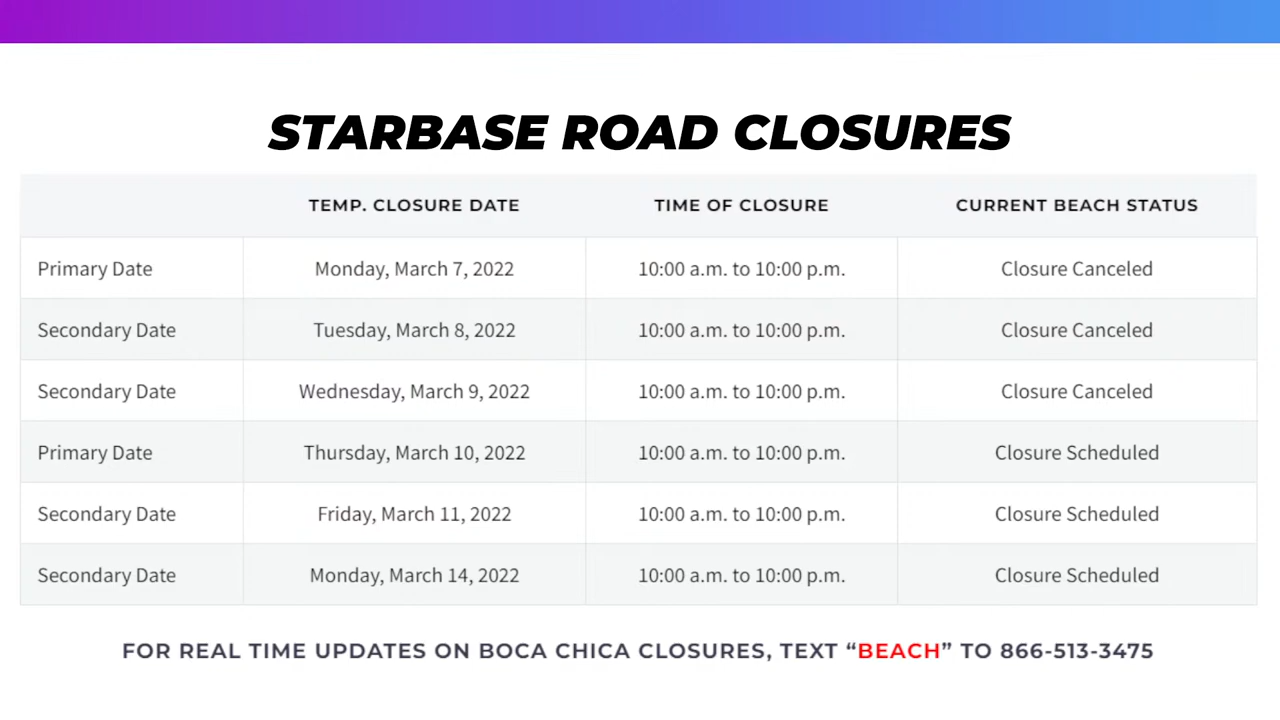 STARBASE ROAD CLOSURES
TEMP. CLOSURE DATE TIME OF CLOSURE CURRENT BEACH STATUS
Primary Date Monday, March 7, 2022 10:00 a.m. to 10:00 p.m. Closure Canceled
Secondary Date Tuesday, March 8, 2022 10:00 a.m. to 10:00 p.m. Closure Canceled
Secondary Date Wednesday, March 9, 2022 10:00 a.m. to 10:00 p.m. Closure Canceled
Primary Date Thursday, March 10, 2022 10:00 a.m. to 10:00 p.m. Closure Scheduled
Secondary Date Friday, March 11, 2022 10:00 a.m. to 10:00 p.m. Closure Scheduled
Secondary Date Monday, March 14, 2022 10:00 a.m. to 10:00 p.m. Closure Scheduled
FOR REAL TIME UPDATES ON BOCA CHICA CLOSURES, TEXT “BEACH” TO 866-513-3475